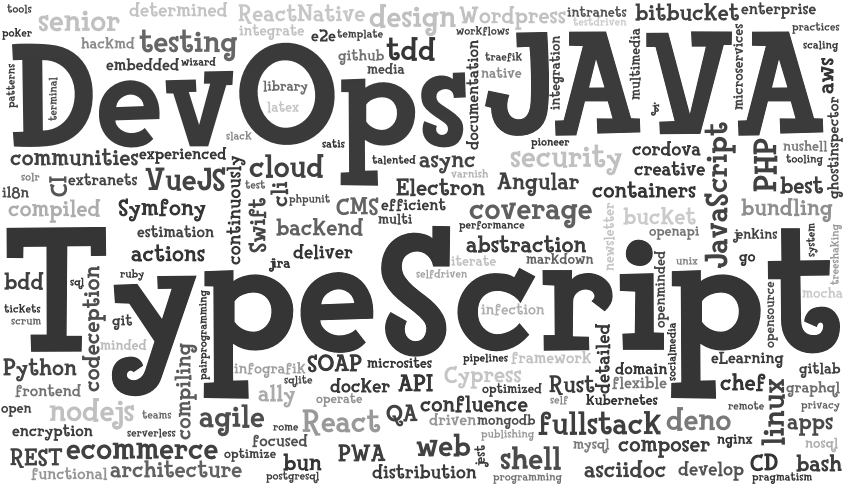 tools
determined
ReactNative
design
Wordpress
intranets
bitbucket
enterprise
senior
integrate
e2e
template
testdriven
poker
hackmd
testing
github
tdd
workflows
practices
scaling
embedded
wizard
media
traefik
native
DevOps
JAVA
patterns
terminal
library
latex
documentation
integration
multimedia
microservices
aws
slack
satis
pioneer
communities
experienced
cloud
talented
async
security
cordova
nushell
tooling
ghostinspector
solr
CI
extranets
VueJS
continuously
test
cli
phpunit
varnish
Electron
Angular
creative
containers
JavaScript
PHP
best
i18n
compiled
Symfony
Swift
CMS
efficient
multi
coverage
newsletter
bucket
bundling
estimation
backend
performance
openapi
jenkins
system
actions
jira
deliver
abstraction
iterate
markdown
unix
go
treeshaking
TypeScript
bdd
sql
ruby
selfdriven
openminded
mocha
tickets
scrum
codeception
git
pairprogramming
infection
opensource
minded
pipelines
framework
detailed
socialmedia
eLearning
Python
compiling
infografik
SOAP
microsites
domain
gitlab
frontend
sqlite
docker
API
Cypress
optimized
Rust
flexible
chef
linux
graphql
open
nodejs
teams
agile
ally
operate
QA
confluence
self
Kubernetes
remote
privacy
encryption
serverless
rome
React
driven
mongodb
fullstack
deno
apps
focused
publishing
nginx
nosql
REST
ecommerce
optimize
PWA
web
jest
shell
mysql
composer
functional
architecture
bun
postgresql
distribution
programming
asciidoc
develop
CD
bash
pragmatism